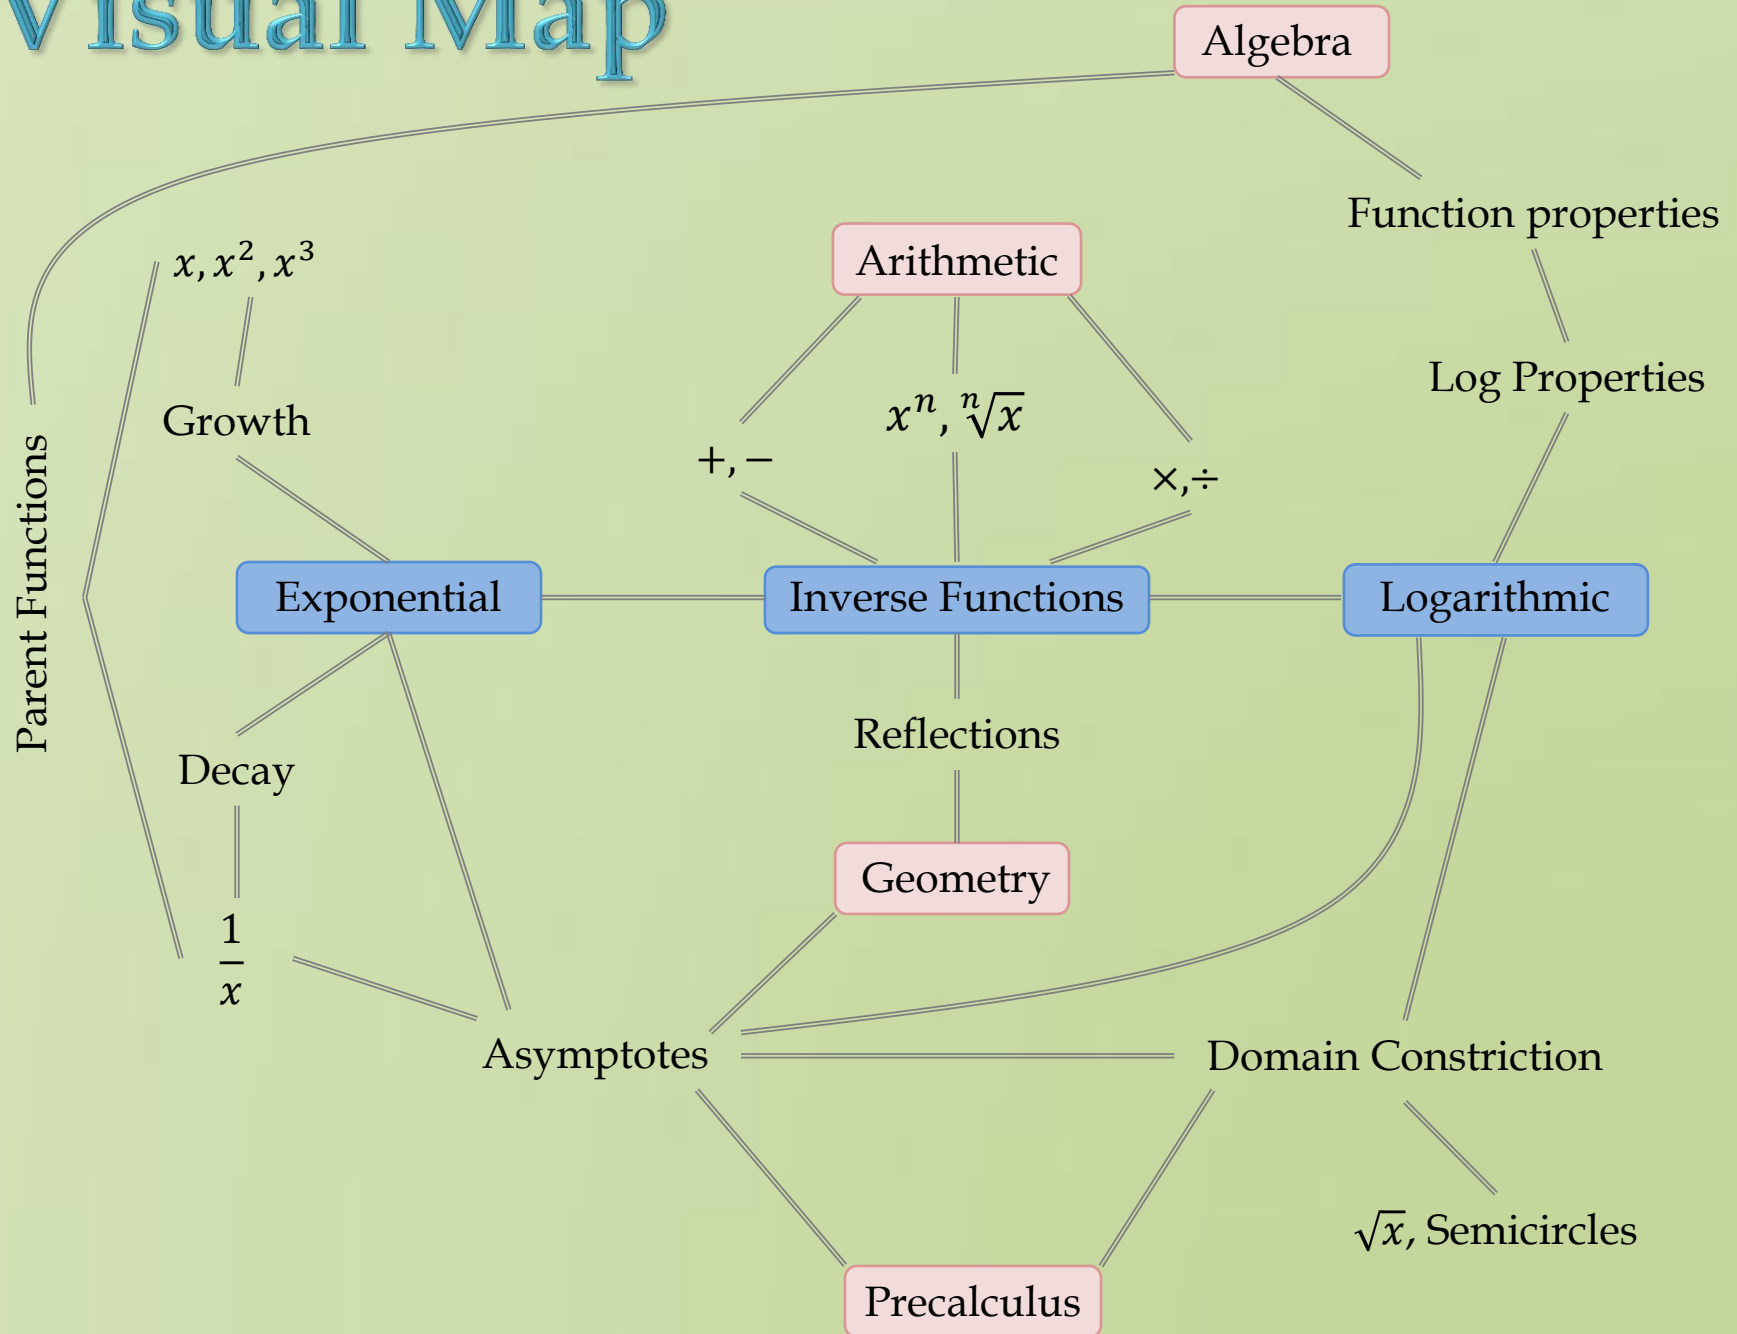 Visual Map
Algebra
Function properties
x, x², x³
Arithmetic
Log Properties
Growth
xⁿ, ⁿ√x
+, −
×,÷
Parent Functions
Exponential
Inverse Functions
Logarithmic
Reflections
Decay
Geometry
1/x
Asymptotes
Domain Constriction
√x, Semicircles
Precalculus